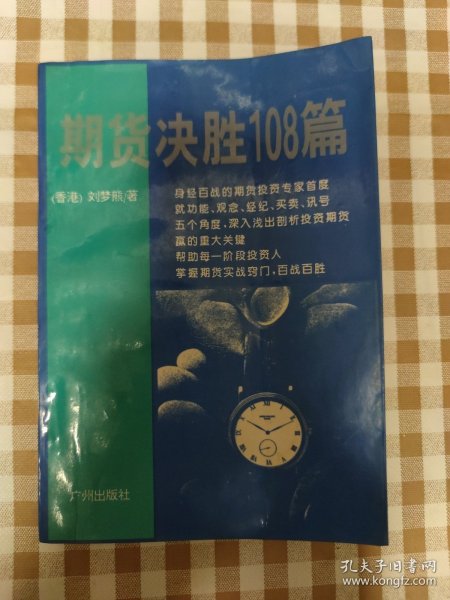 期货决胜108篇
(香港) 刘梦熊/著
身经百战的期货投资专家首度
就功能、观念、经纪、买卖、讯号
五个角度，深入浅出剖析投资期货
赢的重大关键
帮助每一阶段投资人
掌握期货实战窍门，百战百胜
广州出版社
孔夫子旧书网
www.kongfz.com